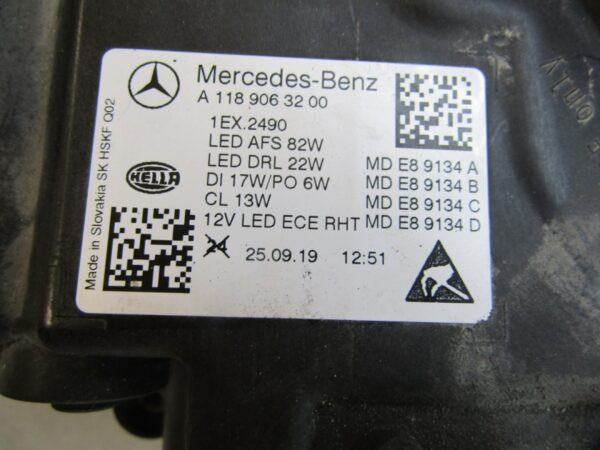 Mercedes-Benz
A 118 906 32 00
1EX.2490
LED AFS 82W
LED DRL 22W MD E8 9134 A
DI 17W/PO 6W MD E8 9134 B
CL 13W MD E8 9134 C
12V LED ECE RHT MD E8 9134 D
HELLA
25.09.19 12:51
Made in Slovakia SK HSKF Q02
only